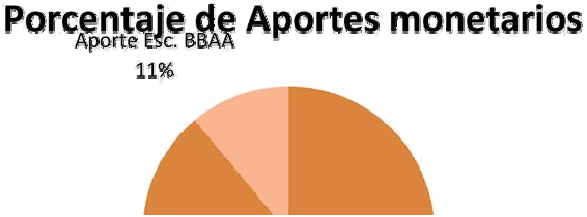 Porcentaje de Aportes monetarios
Aporte Esc. BBAA
11%